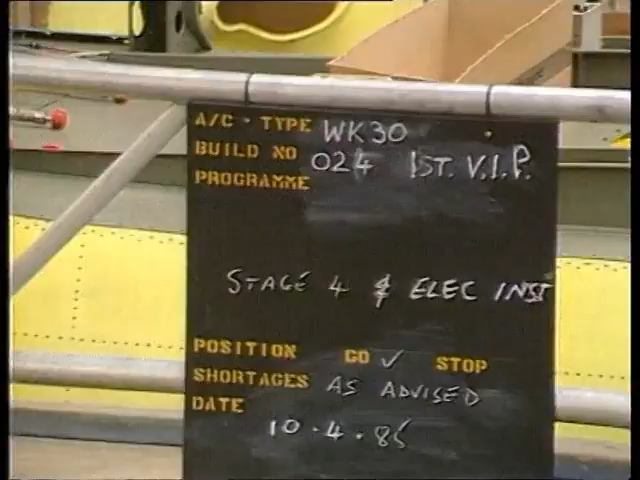 A/C • TYPE WK30
BUILD NO 024 1ST. V.I.P.
PROGRAMME
STAGE 4 & ELEC INST
POSITION GO ✓ STOP
SHORTAGES AS ADVISED
DATE
10.4.86